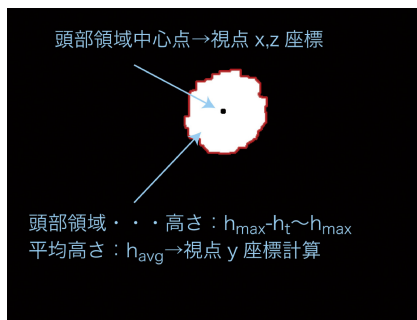 頭部領域中心点→視点 x,z 座標
頭部領域・・・高さ：hmax-ht〜hmax
平均高さ：havg→視点 y 座標計算